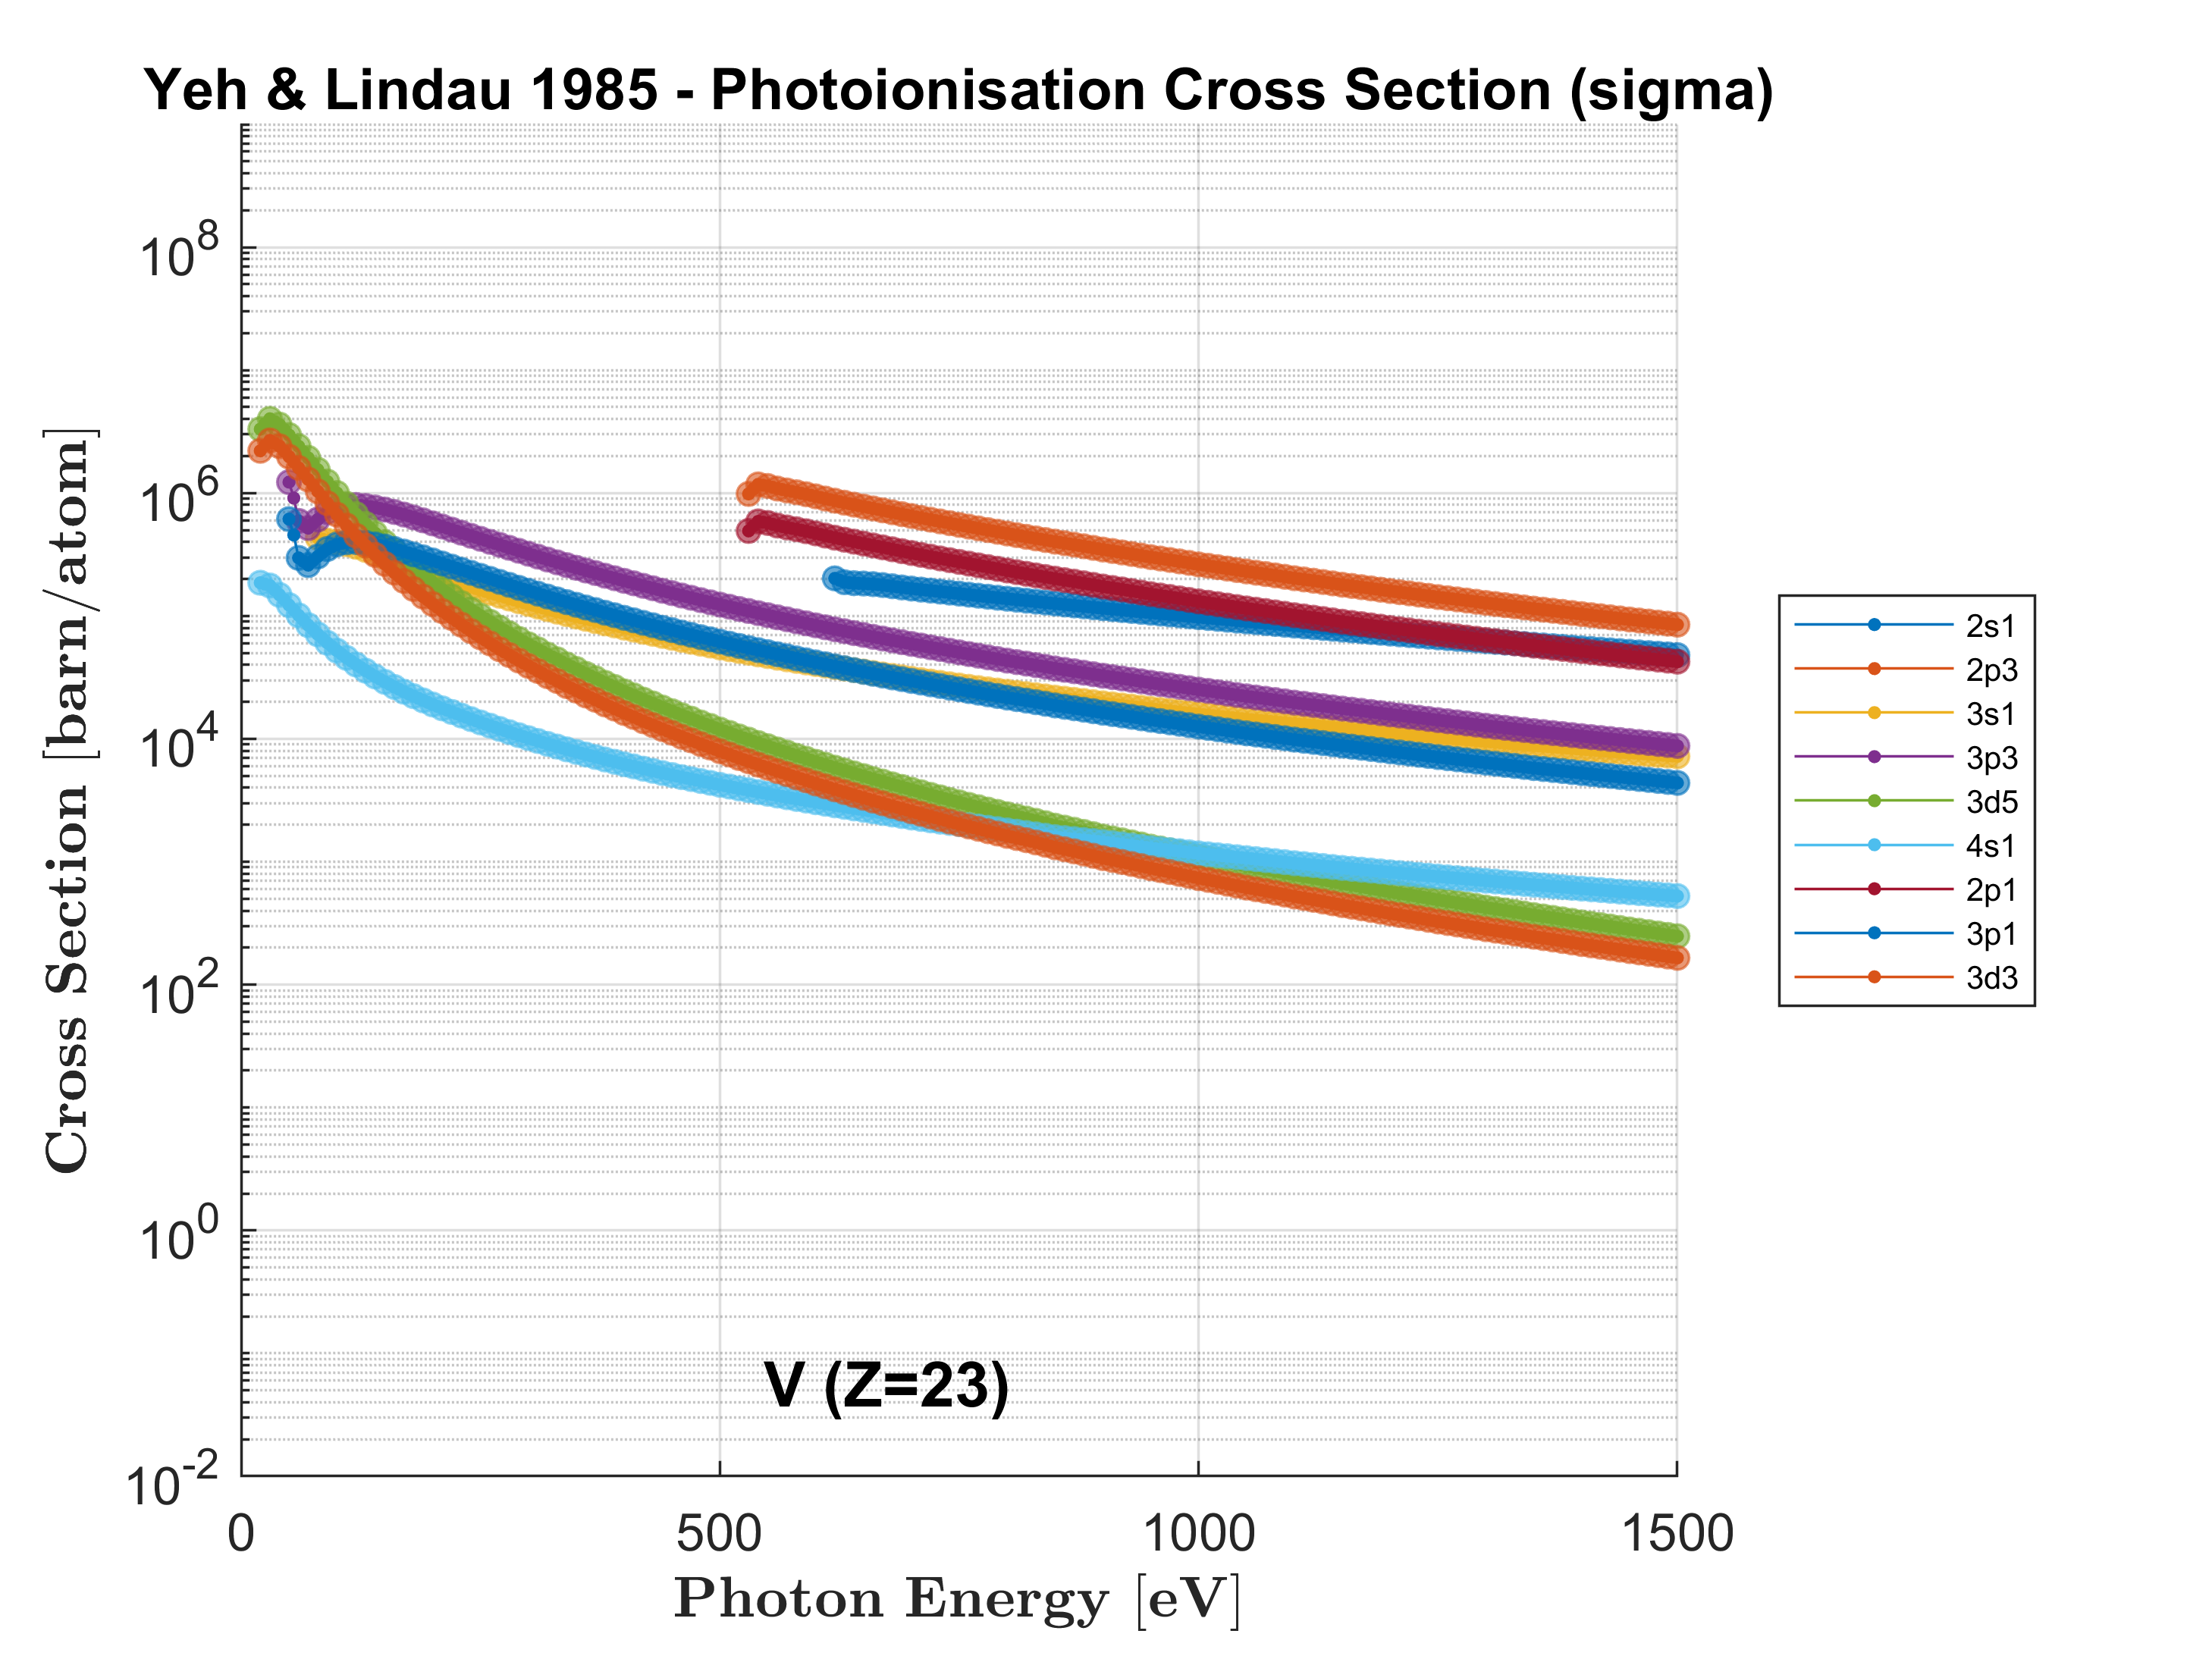 Yeh & Lindau 1985 - Photoionisation Cross Section (sigma)
Cross Section [barn/atom]
10^8
10^6
10^4
10^2
10^0
10^-2
0
500
1000
1500
Photon Energy [eV]
V (Z=23)
2s1
2p3
3s1
3p3
3d5
4s1
2p1
3p1
3d3